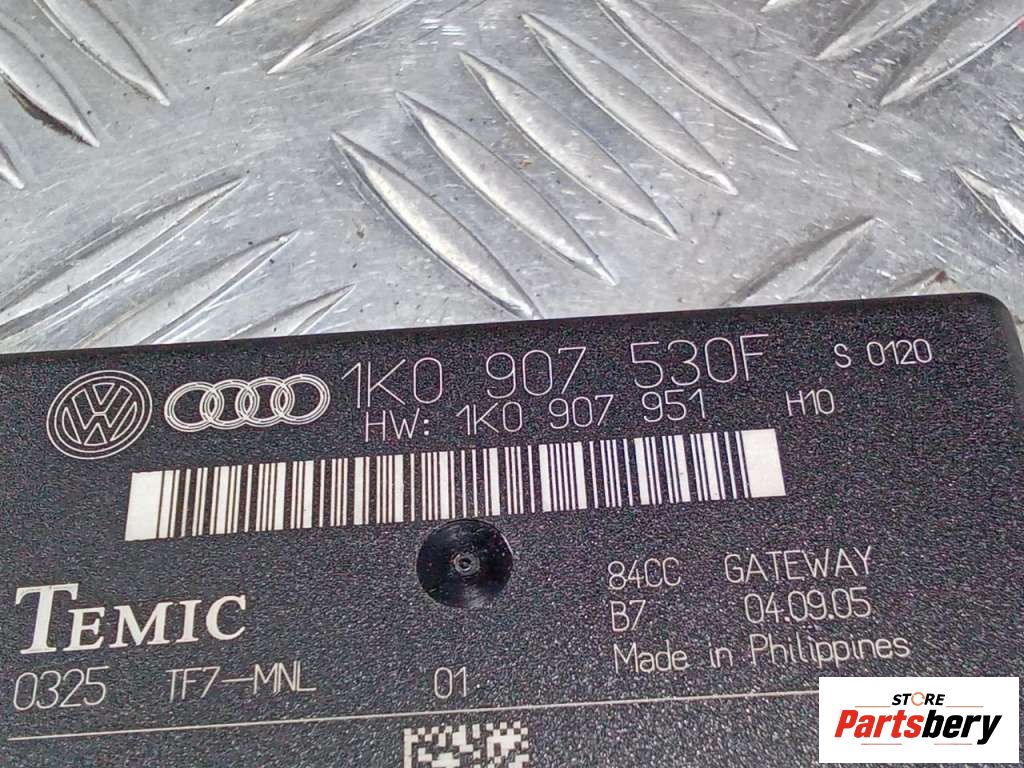 1K0 907 530F S 0120
HW: 1K0 907 951 H10
84CC GATEWAY
B7 04.09.05
Made in Philippines
TEMIC
0325 TF7-MNL 01
STORE
Partsbery